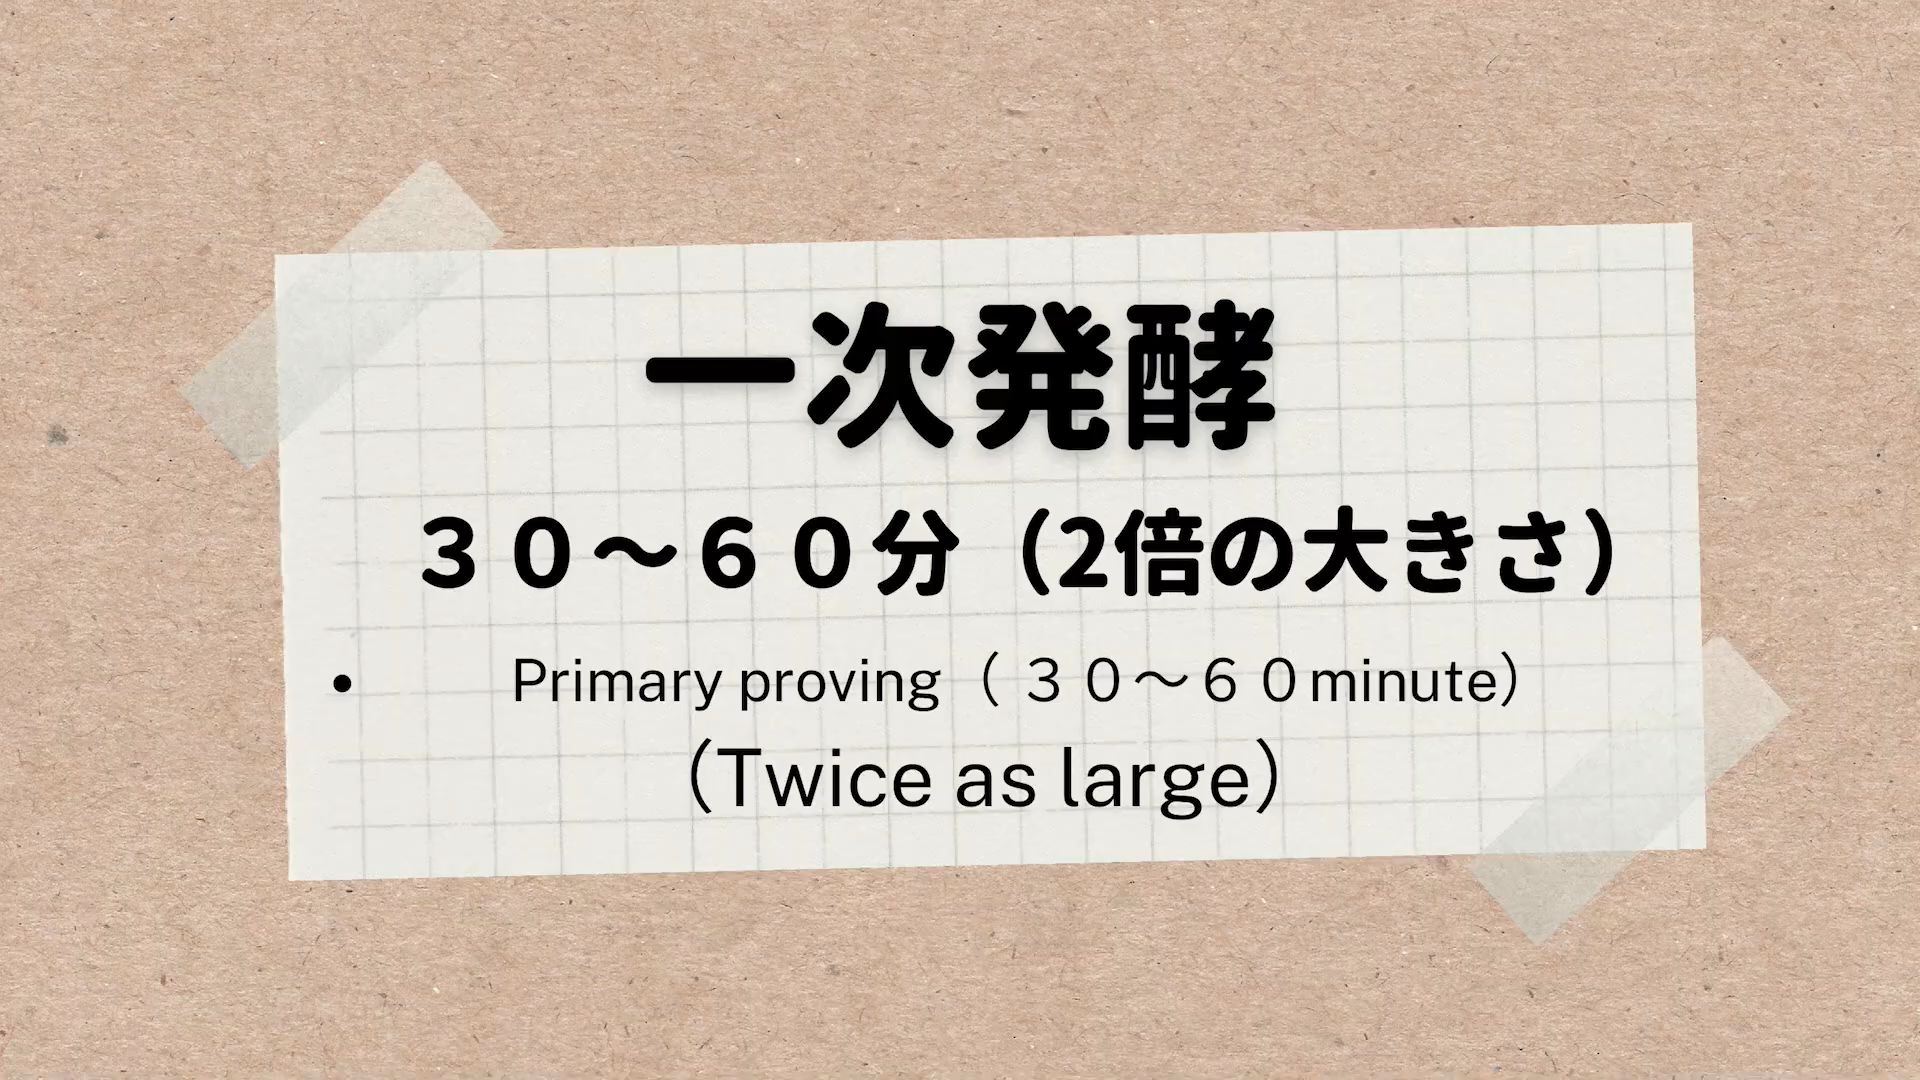 一次発酵
３０〜６０分（2倍の大きさ）
• Primary proving（３０〜６０minute）
（Twice as large）